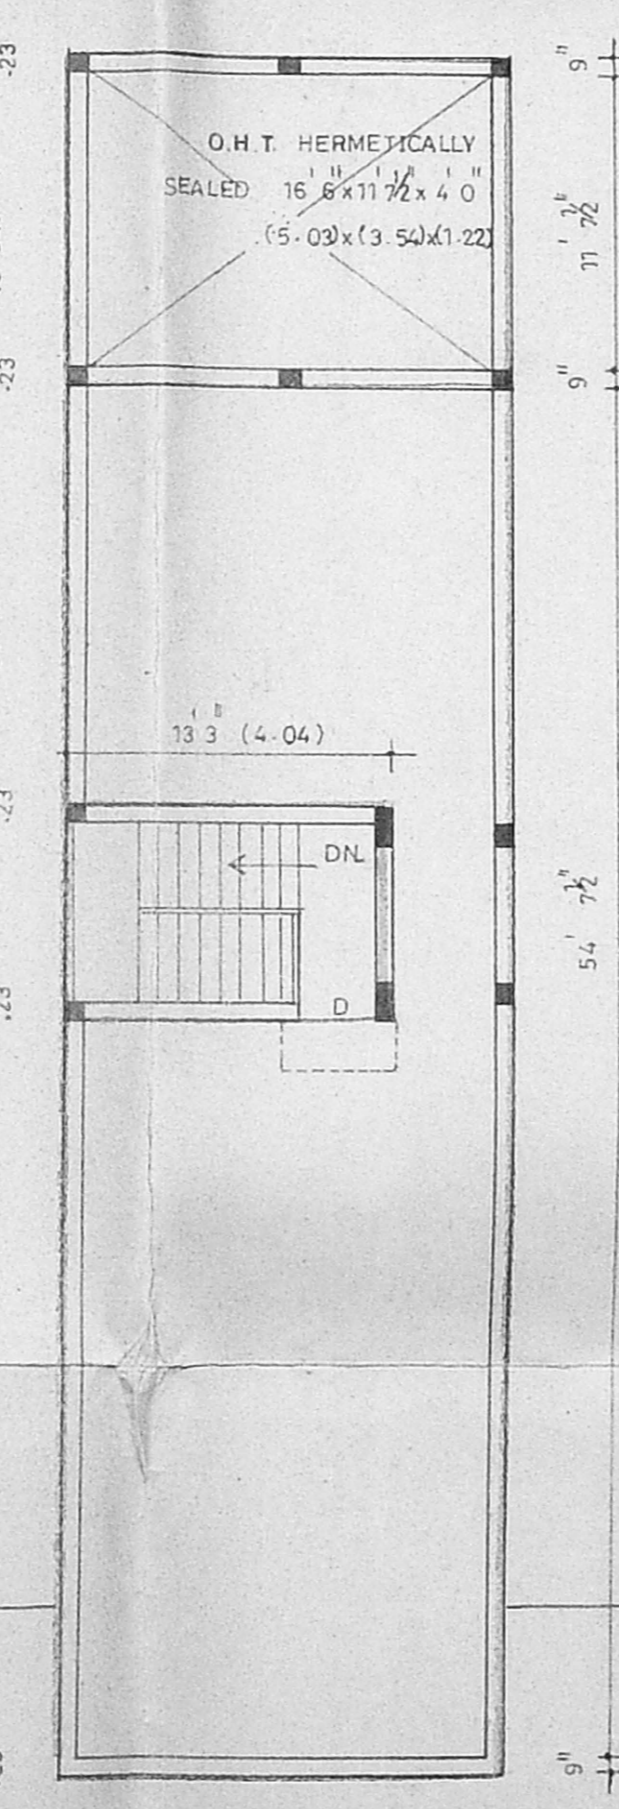 -23
9"
O.H.T. HERMETICALLY
SEALED 16' 6"x11' 7½"x 4' 0"
(5.03)x(3.54)x(1.22)
11' 7½"
-23
9"
13' 3" (4.04)
.23
DN.
54' 7½"
.23
D
9"